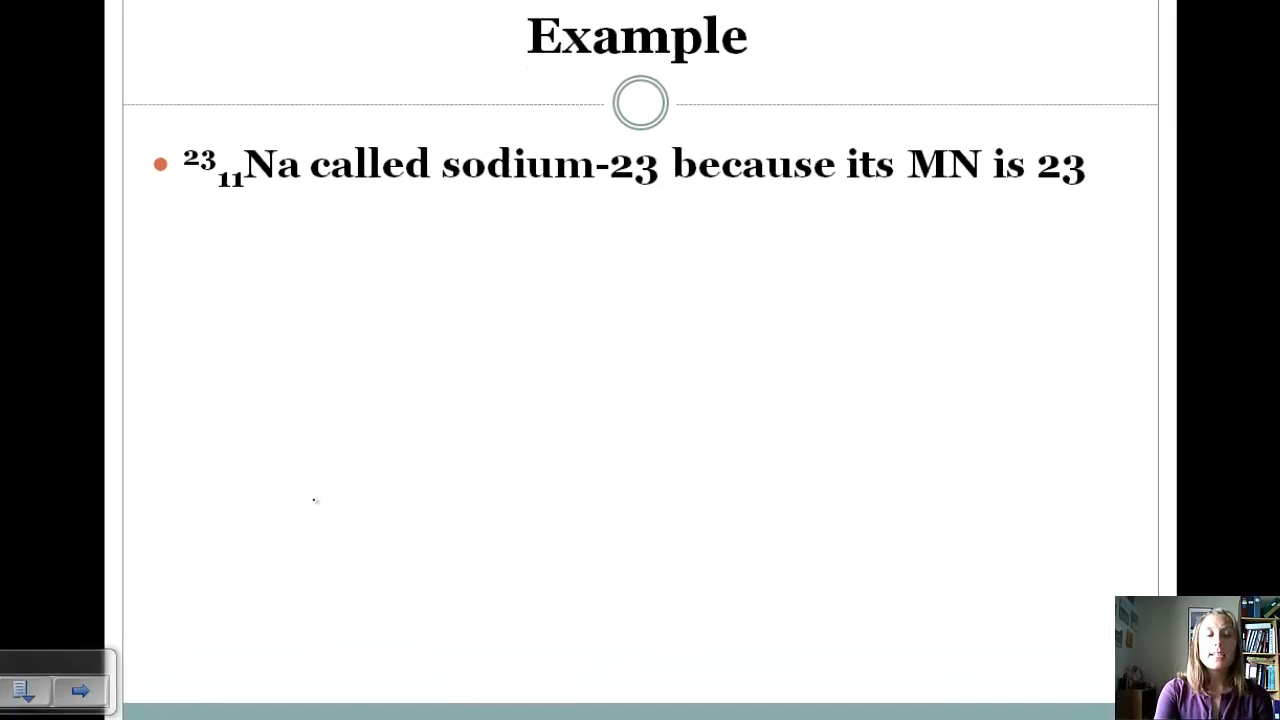 Example
• ²³₁₁Na called sodium-23 because its MN is 23